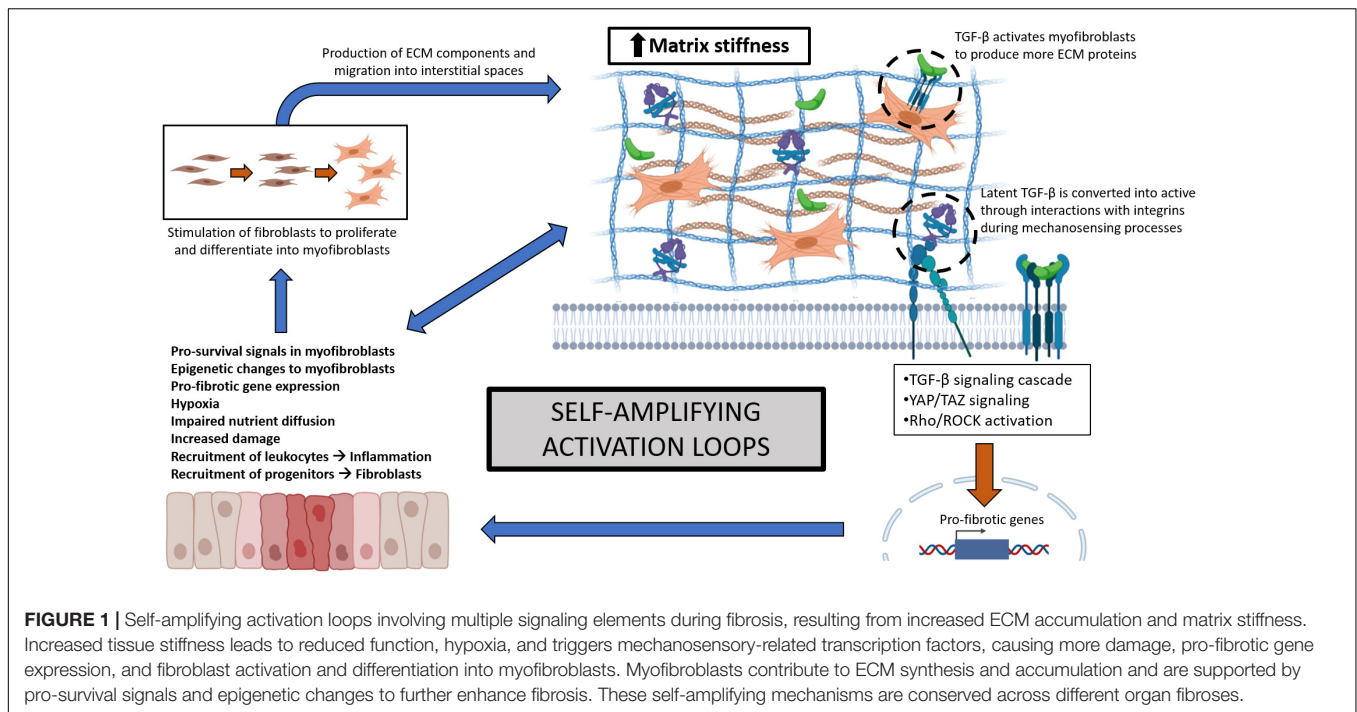 Production of ECM components and
migration into interstitial spaces
⬆Matrix stiffness
TGF-β activates myofibroblasts
to produce more ECM proteins
Stimulation of fibroblasts to proliferate
and differentiate into myofibroblasts
Latent TGF-β is converted into active
through interactions with integrins
during mechanosensing processes
Pro-survival signals in myofibroblasts
Epigenetic changes to myofibroblasts
Pro-fibrotic gene expression
Hypoxia
Impaired nutrient diffusion
Increased damage
Recruitment of leukocytes → Inflammation
Recruitment of progenitors → Fibroblasts
SELF-AMPLIFYING
ACTIVATION LOOPS
•TGF-β signaling cascade
•YAP/TAZ signaling
•Rho/ROCK activation
Pro-fibrotic genes
FIGURE 1 | Self-amplifying activation loops involving multiple signaling elements during fibrosis, resulting from increased ECM accumulation and matrix stiffness.
Increased tissue stiffness leads to reduced function, hypoxia, and triggers mechanosensory-related transcription factors, causing more damage, pro-fibrotic gene
expression, and fibroblast activation and differentiation into myofibroblasts. Myofibroblasts contribute to ECM synthesis and accumulation and are supported by
pro-survival signals and epigenetic changes to further enhance fibrosis. These self-amplifying mechanisms are conserved across different organ fibroses.